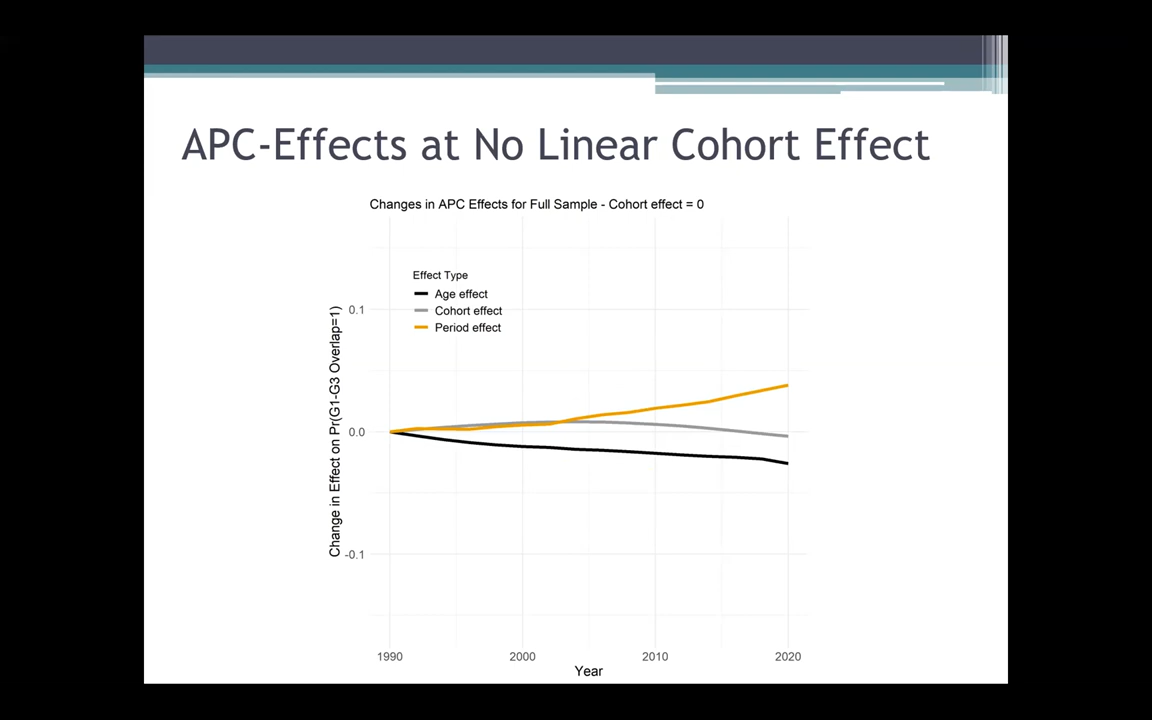 APC-Effects at No Linear Cohort Effect
Changes in APC Effects for Full Sample - Cohort effect = 0
Effect Type
Age effect
Cohort effect
Period effect
Change in Effect on Pr(G1-G3 Overlap=1)
0.1
0.0
-0.1
1990
2000
2010
2020
Year